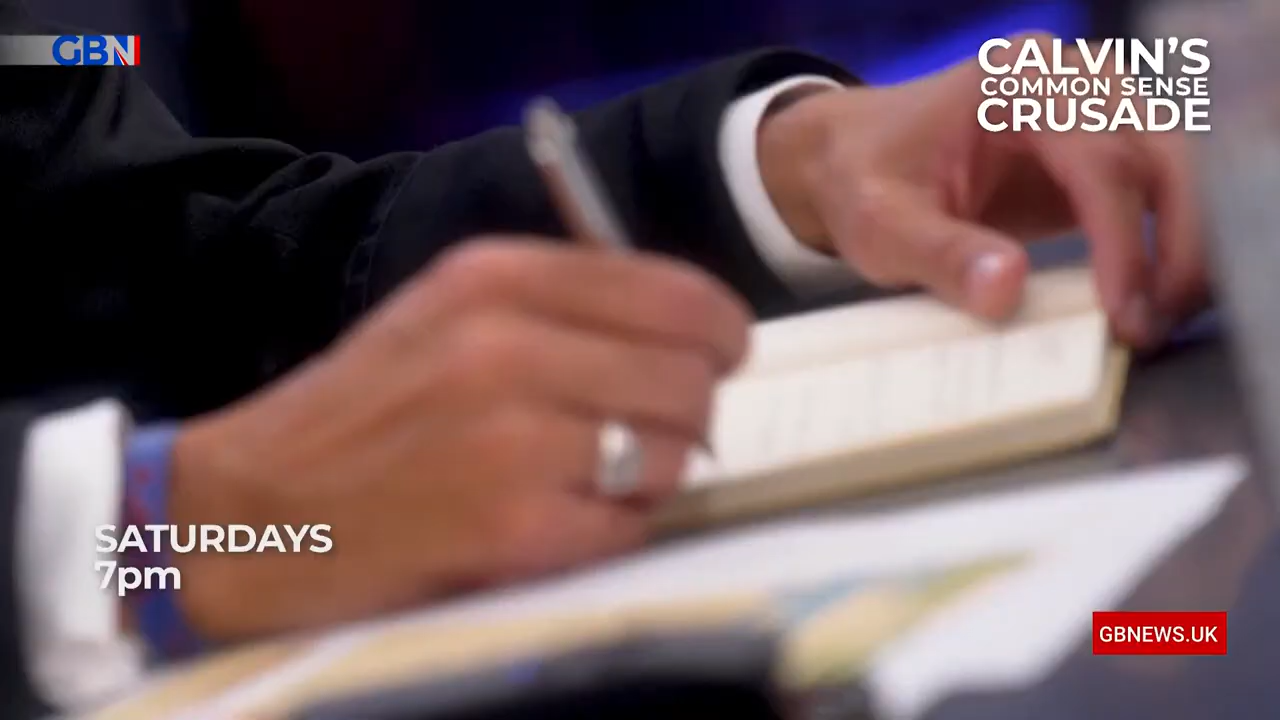 GBN
CALVIN'S
COMMON SENSE
CRUSADE
SATURDAYS
7pm
GBNEWS.UK